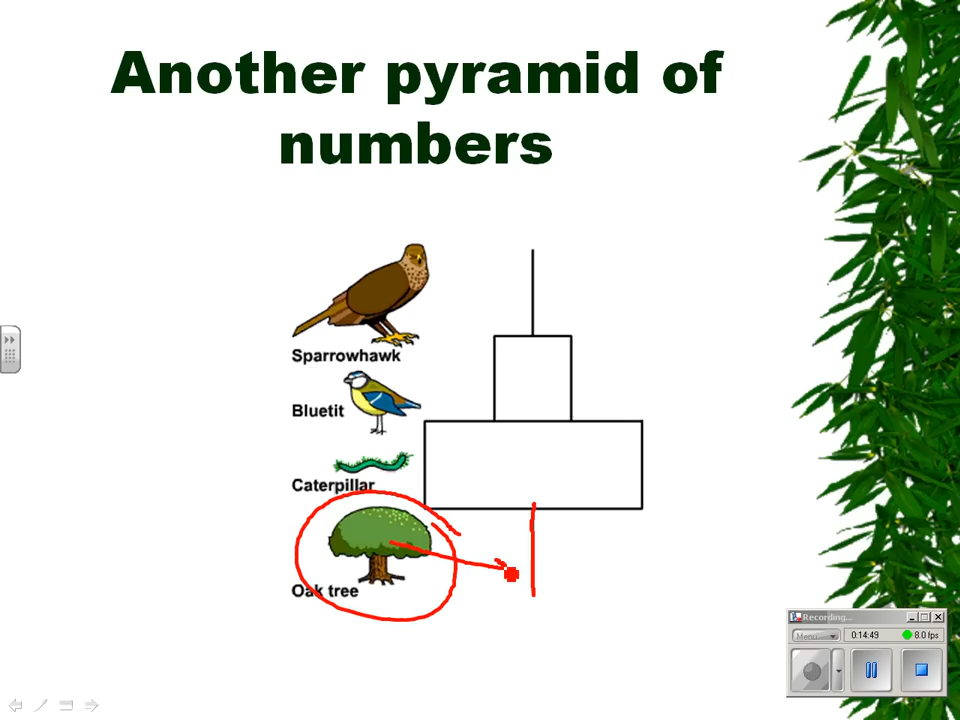 Another pyramid of
numbers
Sparrowhawk
Bluetit
Caterpillar
Oak tree
Recording...
Menu
0:14:49
8.0 fps